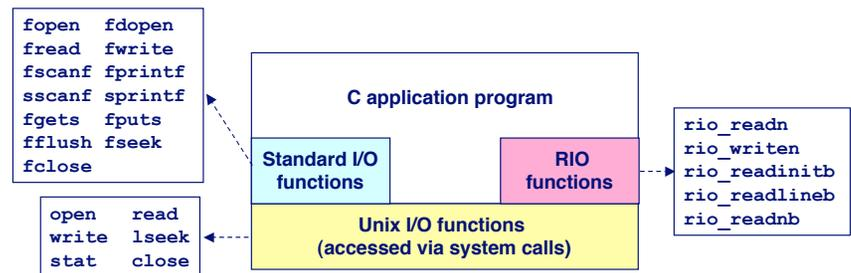 fopen fdopen
fread fwrite
fscanf fprintf
sscanf sprintf
fgets fputs
fflush fseek
fclose
C application program
Standard I/O
functions
RIO
functions
rio_readn
rio_writen
rio_readinitb
rio_readlineb
rio_readnb
open read
write lseek
stat close
Unix I/O functions
(accessed via system calls)